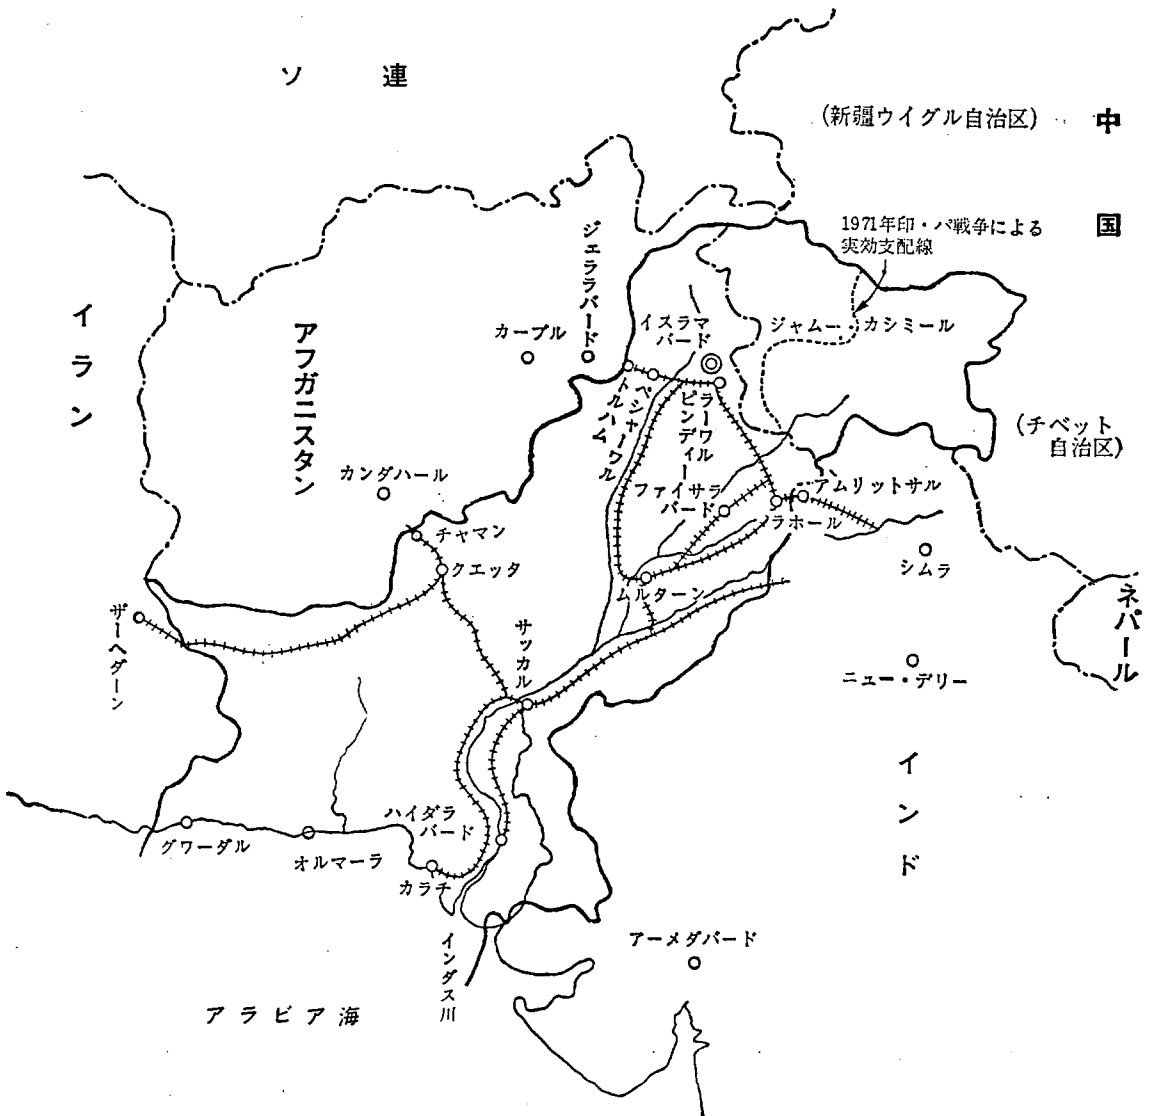 ソ連
(新疆ウイグル自治区)
中国
1971年印・パ戦争による
実効支配線
ジェララバード
イラン
アフガニスタン
カーブル
イスラマ
バード
ジャムー・カシミール
トルハム
ペシャーワル
ラーワル
ピンディー
(チベット
自治区)
カンダハール
ファイサラ
バード
アムリットサル
ラホール
チャマン
クエッタ
シムラ
ムルターン
ネパール
ザーヘダーン
サッカル
ニュー・デリー
インド
ハイダラ
バード
グワーダル
オルマーラ
カラチ
アーメダバード
インダス川
アラビア海